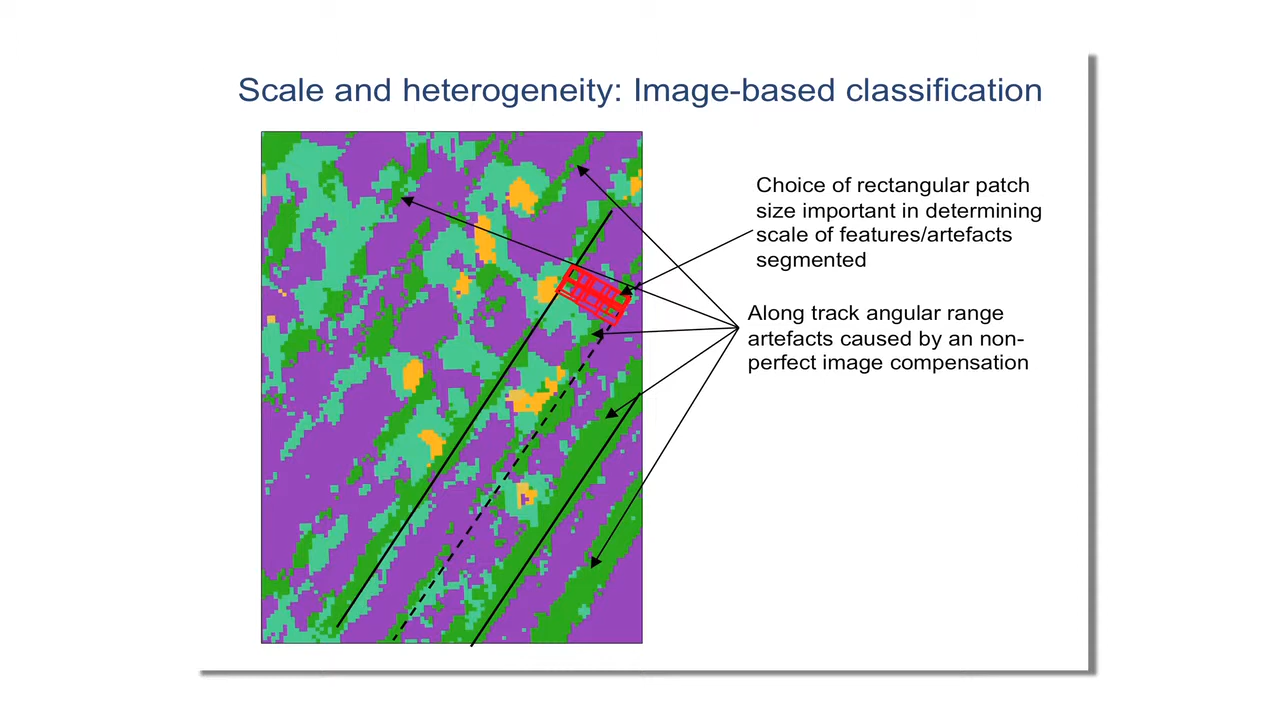 Scale and heterogeneity: Image-based classification
Choice of rectangular patch
size important in determining
scale of features/artefacts
segmented
Along track angular range
artefacts caused by an non-
perfect image compensation